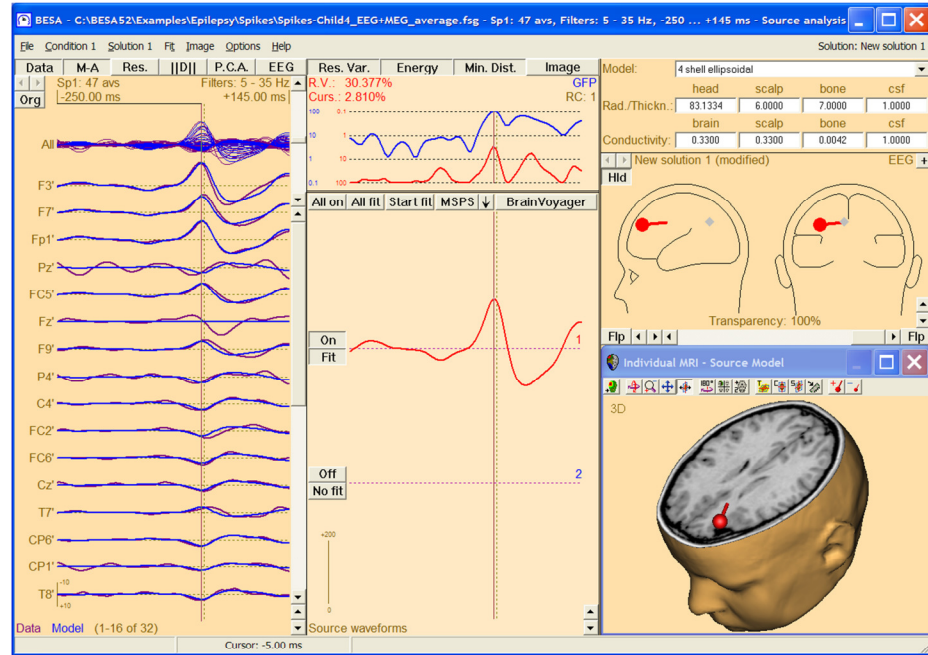 BESA - C:\BESA52\Examples\Epilepsy\Spikes\Spikes-Child4_EEG+MEG_average.fsg - Sp1: 47 avs, Filters: 5 - 35 Hz, -250 ... +145 ms - Source analysis
File Condition 1 Solution 1 Fit Image Options Help Solution: New solution 1
Data M-A Res. ||D|| P.C.A. EEG
Org
Sp1: 47 avs Filters: 5 - 35 Hz
-250.00 ms +145.00 ms
All
F3'
F7'
Fp1'
Pz'
FC5'
Fz'
F9'
P4'
C4'
FC2'
FC6'
Cz'
T7'
CP6'
CP1'
T8'
-10
+10
Data Model (1-16 of 32)
Res. Var. Energy Min. Dist. Image
R.V.: 30.377% GFP
Curs.: 2.810% RC: 1
100 0.1
10 1
1 10
0.1 100
All on All fit Start fit MSPS BrainVoyager
On
Fit
1
Off
No fit
2
+200
0
Source waveforms
Model: 4 shell ellipsoidal
head scalp bone csf
Rad./Thickn.: 83.1334 6.0000 7.0000 1.0000
brain scalp bone csf
Conductivity: 0.3300 0.3300 0.0042 1.0000
New solution 1 (modified) EEG +
Hld
Transparency: 100%
Flp Flp
Individual MRI - Source Model
3D
Cursor: -5.00 ms